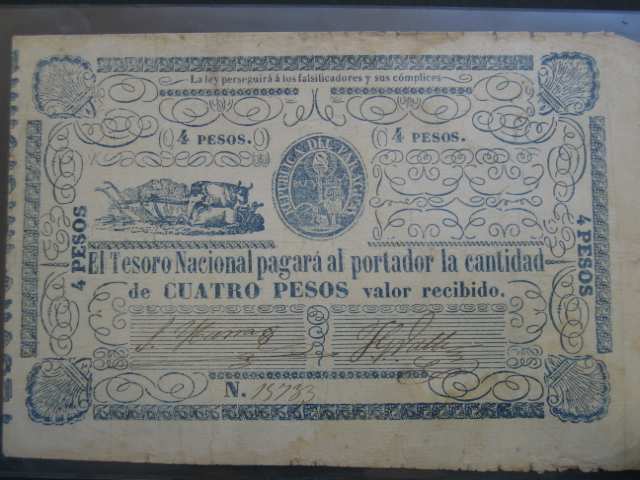 La ley perseguirá á los falsificadores y sus cómplices
4 PESOS.
4 PESOS.
REPUBLICA DEL PARAGUAY
4 PESOS
4 PESOS
El Tesoro Nacional pagará al portador la cantidad
de CUATRO PESOS valor recibido.
N. 15733